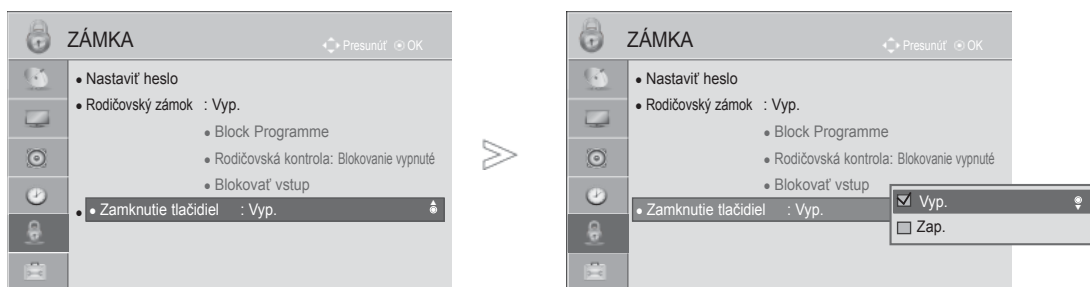 ZÁMKA
Presunúť OK
• Nastaviť heslo
• Rodičovský zámok : Vyp.
• Block Programme
• Rodičovská kontrola: Blokovanie vypnuté
• Blokovať vstup
• • Zamknutie tlačidiel : Vyp.
>
ZÁMKA
Presunúť OK
• Nastaviť heslo
• Rodičovský zámok : Vyp.
• Block Programme
• Rodičovská kontrola: Blokovanie vypnuté
• Blokovať vstup
• Zamknutie tlačidiel : Vyp.
Vyp.
Zap.